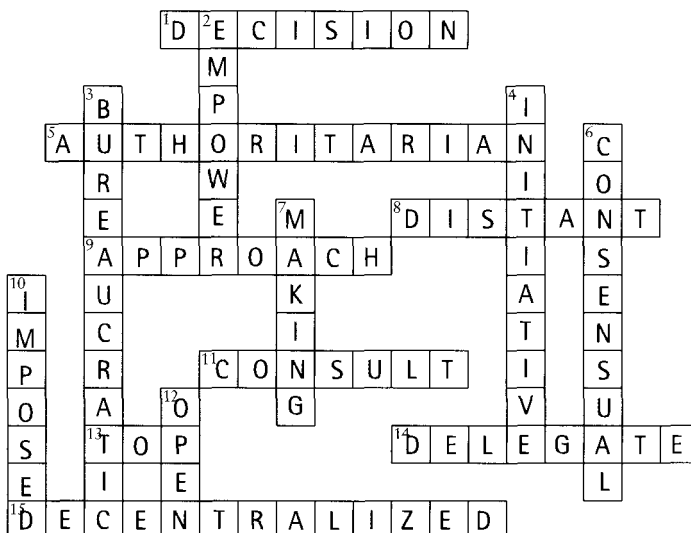 1 DECISION
2 EMPOWER
3 BUREAUCRATIC
4 INITIATIVE
5 AUTHORITARIAN
6 CONSENSUAL
7 MAKING
8 DISTANT
9 APPROACH
10 IMPOSED
11 CONSULT
12 OPEN
13 TOP
14 DELEGATE
15 DECENTRALIZED